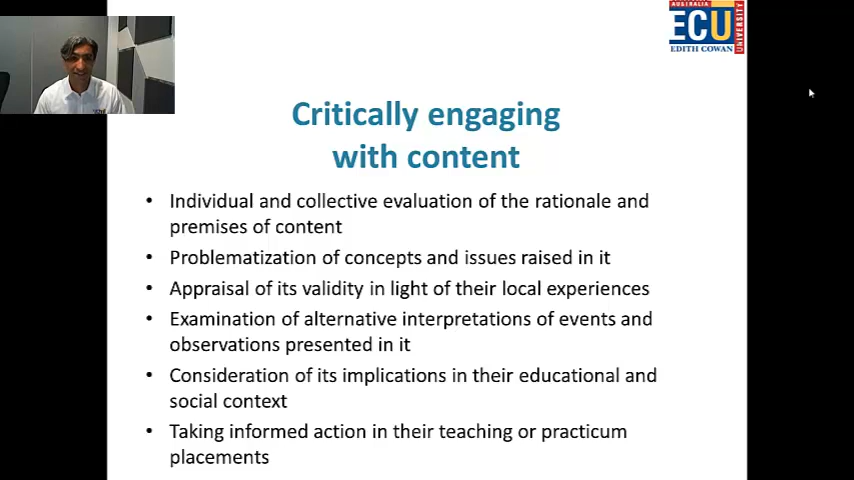 AUSTRALIA
ECU
EDITH COWAN
UNIVERSITY
Critically engaging
with content
• Individual and collective evaluation of the rationale and
premises of content
• Problematization of concepts and issues raised in it
• Appraisal of its validity in light of their local experiences
• Examination of alternative interpretations of events and
observations presented in it
• Consideration of its implications in their educational and
social context
• Taking informed action in their teaching or practicum
placements